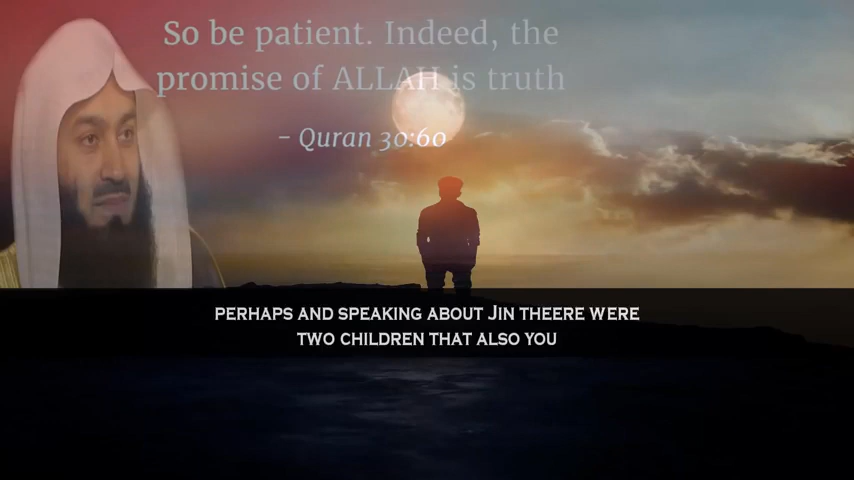 So be patient. Indeed, the
promise of ALLAH is truth
- Quran 30:60
PERHAPS AND SPEAKING ABOUT JIN THEERE WERE
TWO CHILDREN THAT ALSO YOU